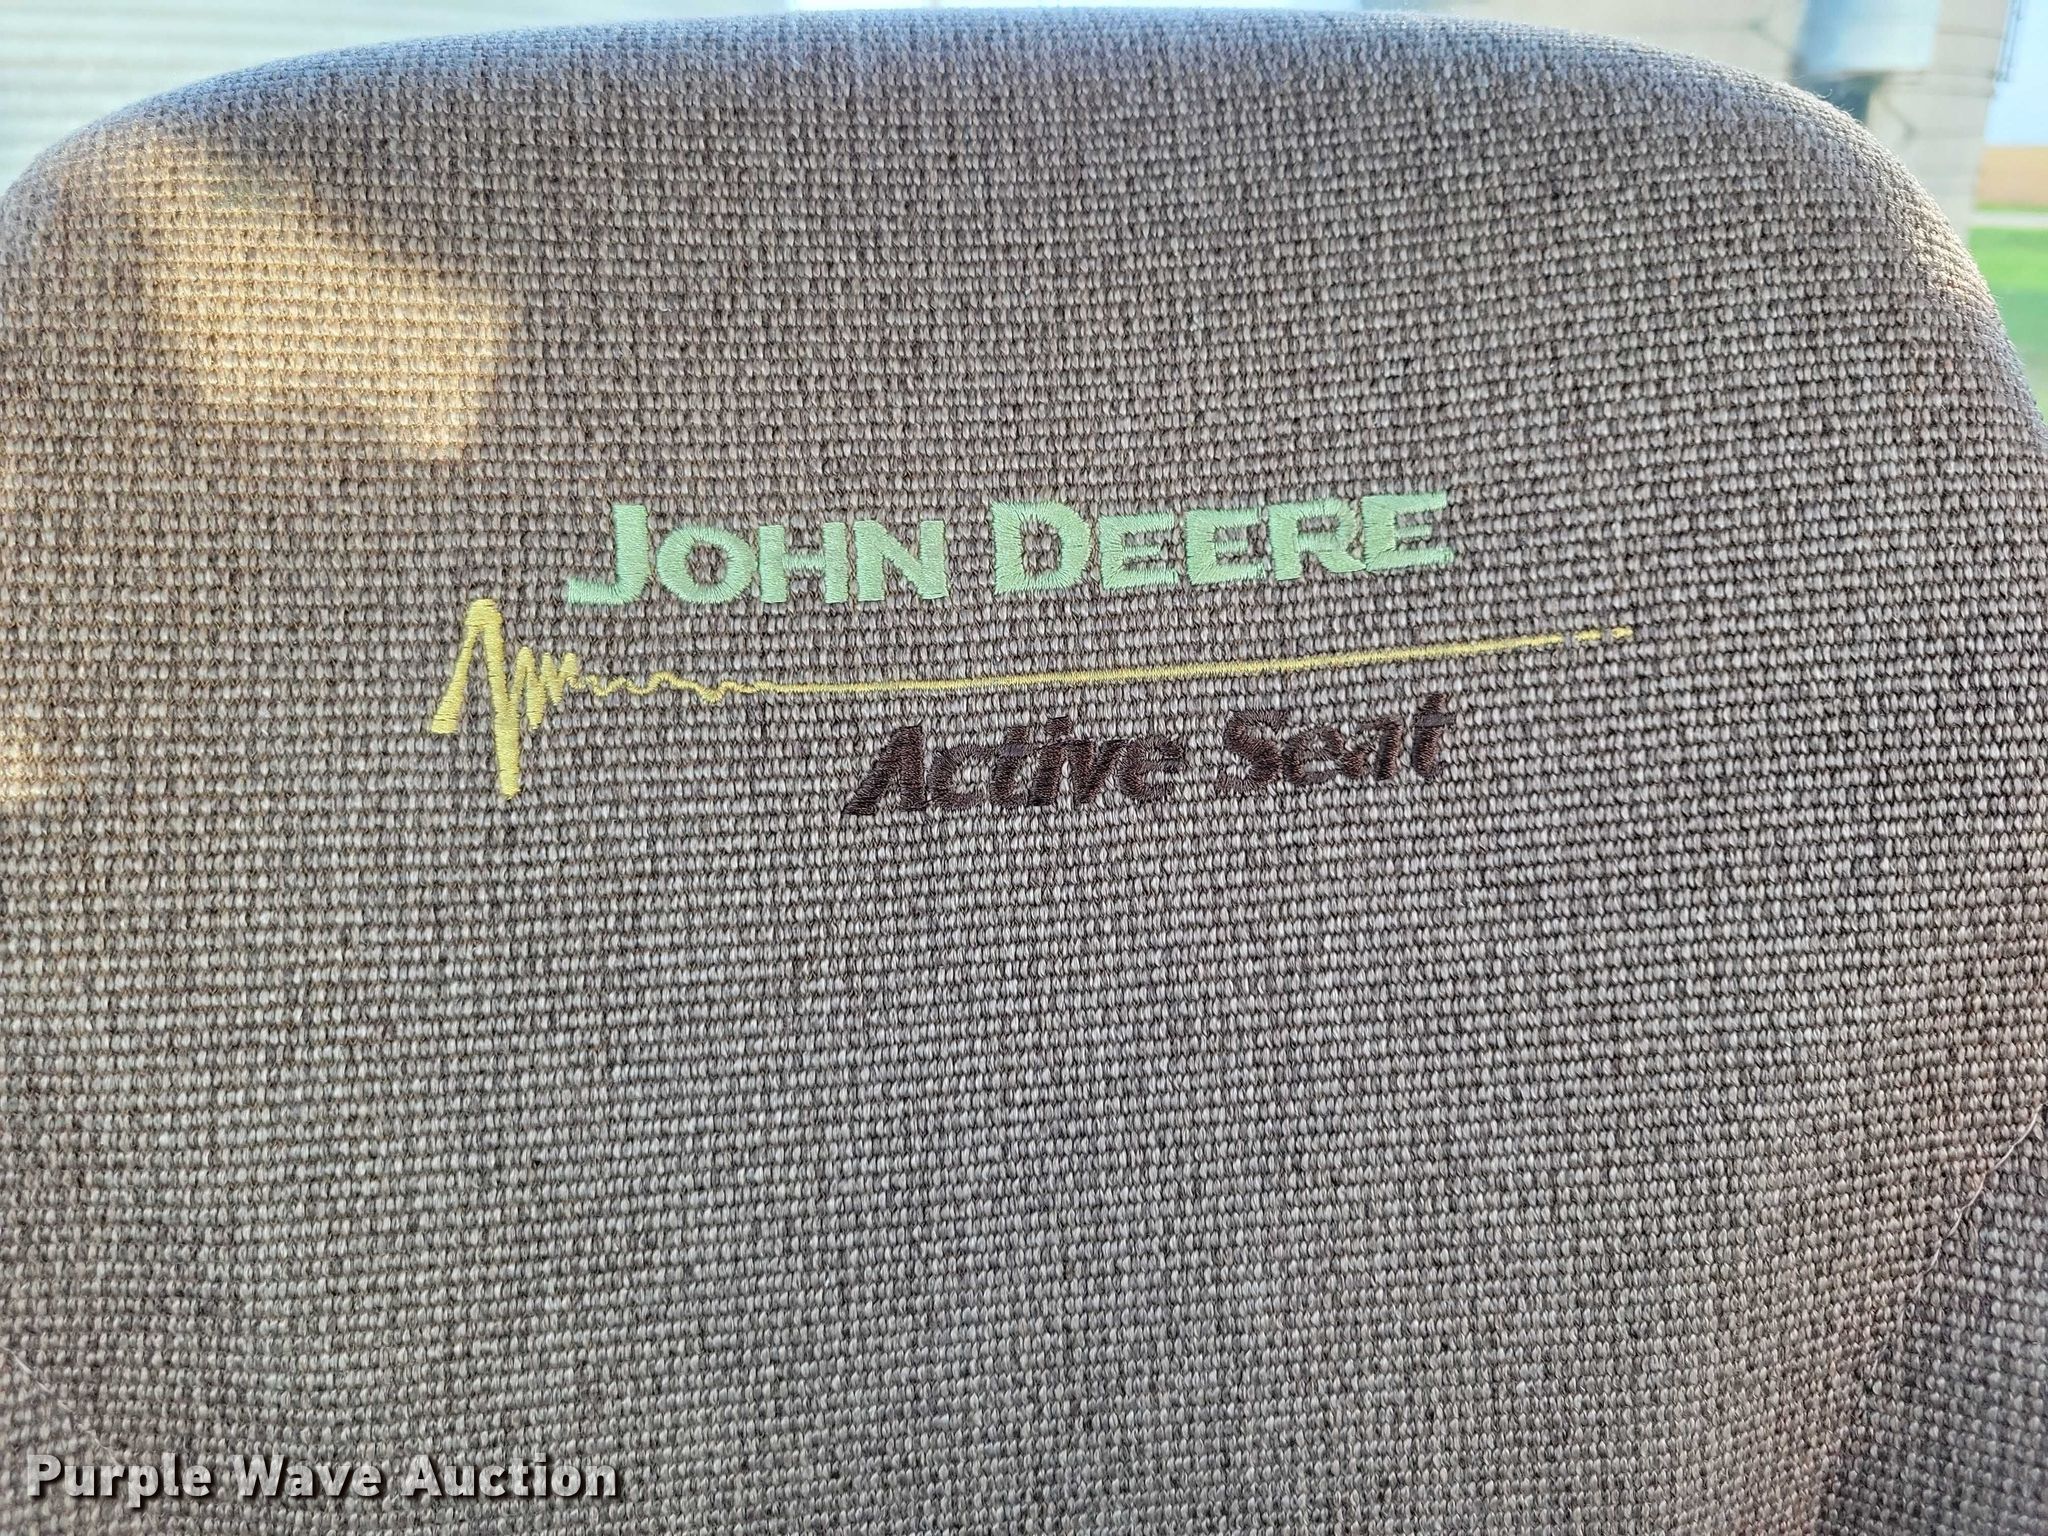 JOHN DEERE
Active Seat
Purple Wave Auction